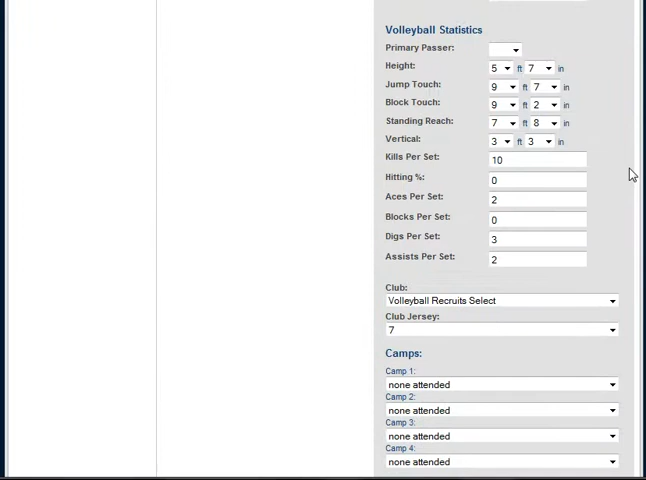 Volleyball Statistics
Primary Passer:
Height: 5 ft 7 in
Jump Touch: 9 ft 7 in
Block Touch: 9 ft 2 in
Standing Reach: 7 ft 8 in
Vertical: 3 ft 3 in
Kills Per Set: 10
Hitting %: 0
Aces Per Set: 2
Blocks Per Set: 0
Digs Per Set: 3
Assists Per Set: 2
Club:
Volleyball Recruits Select
Club Jersey:
7
Camps:
Camp 1:
none attended
Camp 2:
none attended
Camp 3:
none attended
Camp 4:
none attended